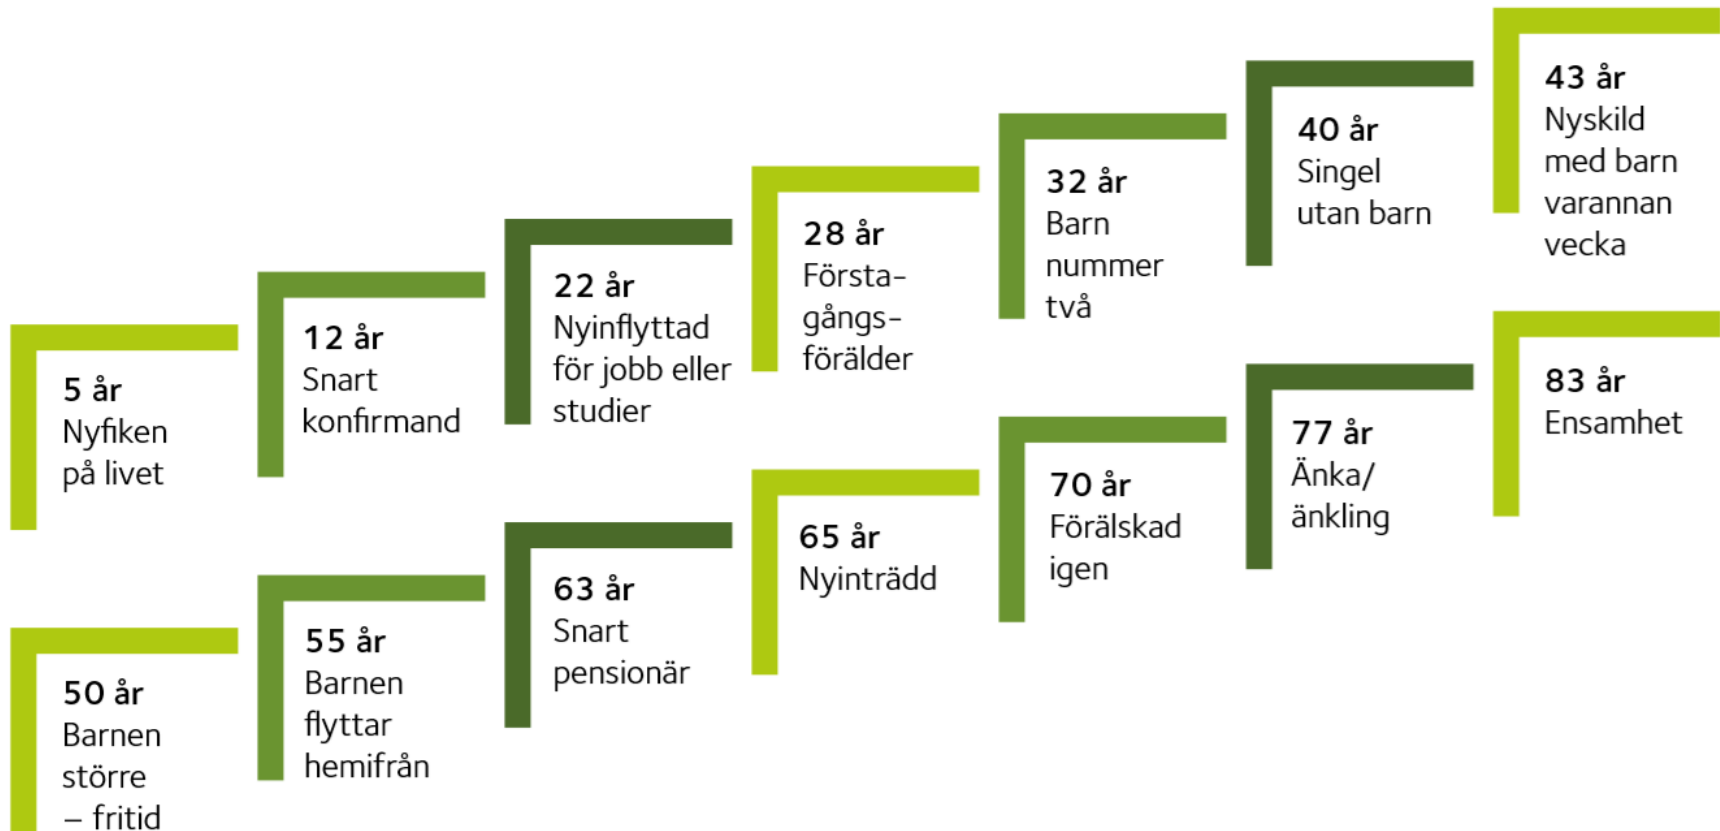 5 år
Nyfiken
på livet
12 år
Snart
konfirmand
22 år
Nyinflyttad
för jobb eller
studier
28 år
Första-
gångs-
förälder
32 år
Barn
nummer
två
40 år
Singel
utan barn
43 år
Nyskild
med barn
varannan
vecka
50 år
Barnen
större
– fritid
55 år
Barnen
flyttar
hemifrån
63 år
Snart
pensionär
65 år
Nyinträdd
70 år
Förälskad
igen
77 år
Änka/
änkling
83 år
Ensamhet